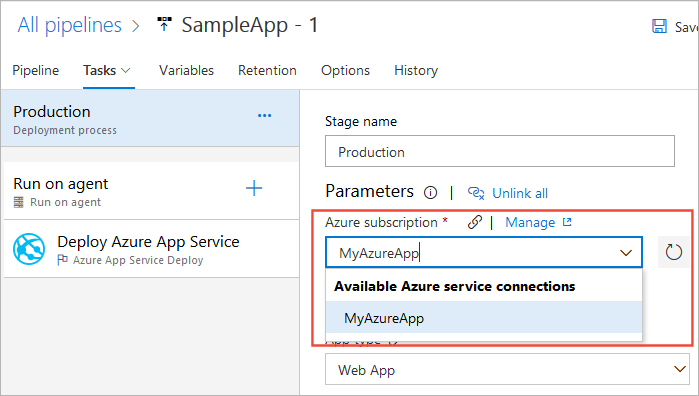 All pipelines > SampleApp - 1
Save
Pipeline Tasks Variables Retention Options History
Production
Deployment process
...
Run on agent
Run on agent
+
Deploy Azure App Service
Azure App Service Deploy
Stage name
Production
Parameters | Unlink all
Azure subscription * | Manage
MyAzureApp
Available Azure service connections
MyAzureApp
App type
Web App